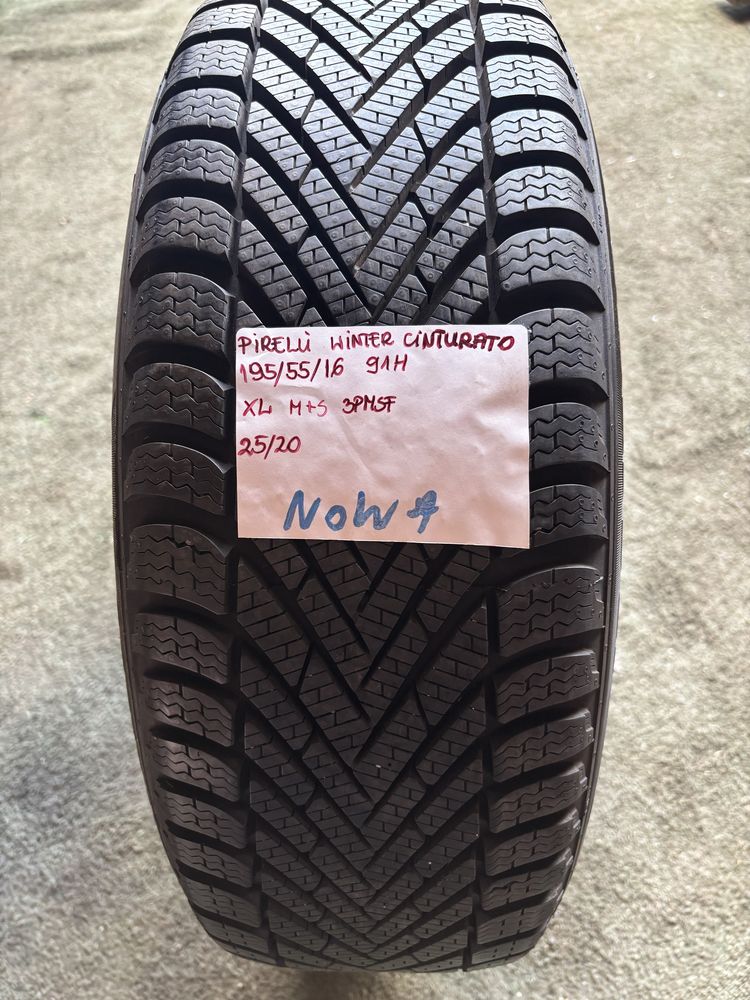 PIRELLI WINTER CINTURATO
195/55/16 91H
XL M+S 3PMSF
25/20
NOWA